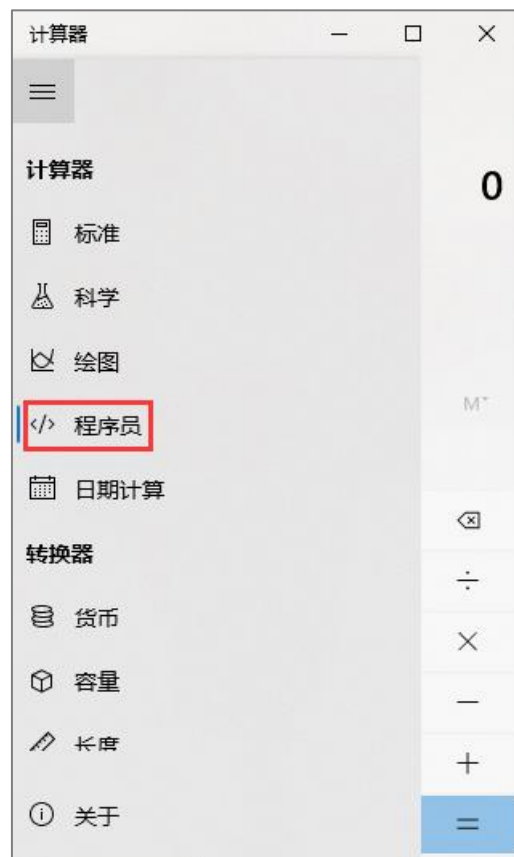 计算器
计算器
0
标准
科学
绘图
</> 程序员
M˅
日期计算
转换器
货币
÷
×
容量
−
长度
+
关于
=